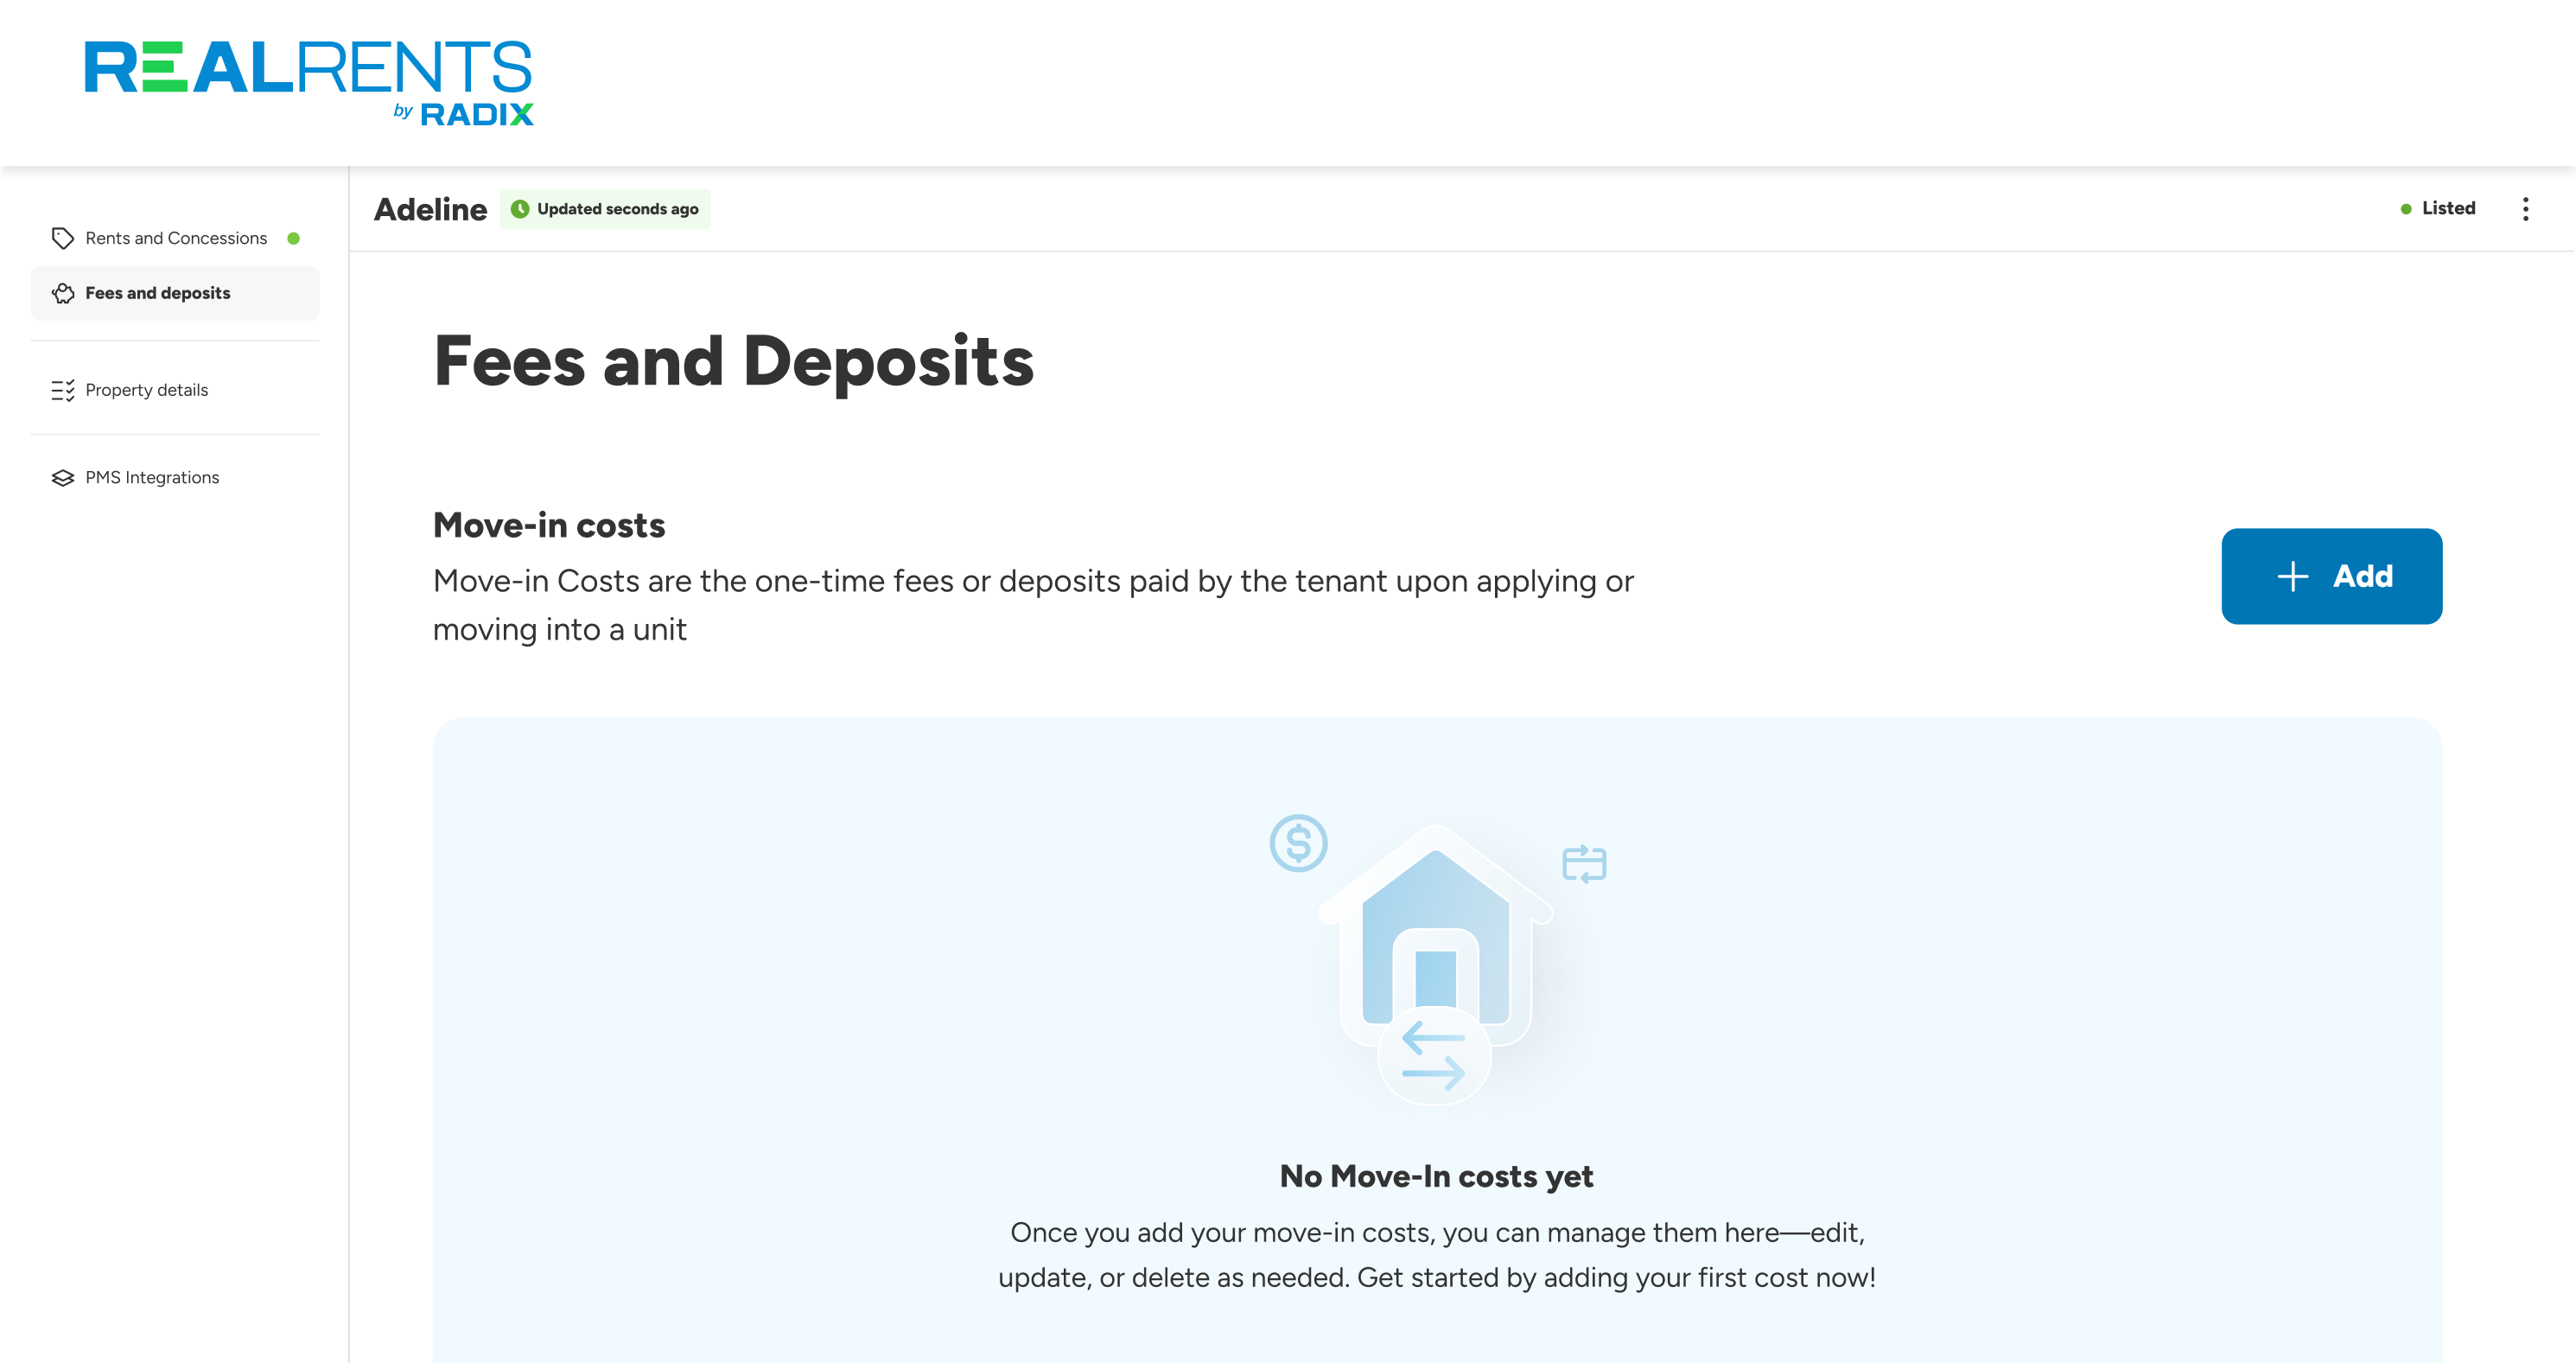 REALRENTS
by RADIX
Adeline
Updated seconds ago
Listed
Rents and Concessions
Fees and deposits
Property details
PMS Integrations
Fees and Deposits
Move-in costs
Move-in Costs are the one-time fees or deposits paid by the tenant upon applying or
moving into a unit
Add
$
No Move-In costs yet
Once you add your move-in costs, you can manage them here—edit,
update, or delete as needed. Get started by adding your first cost now!